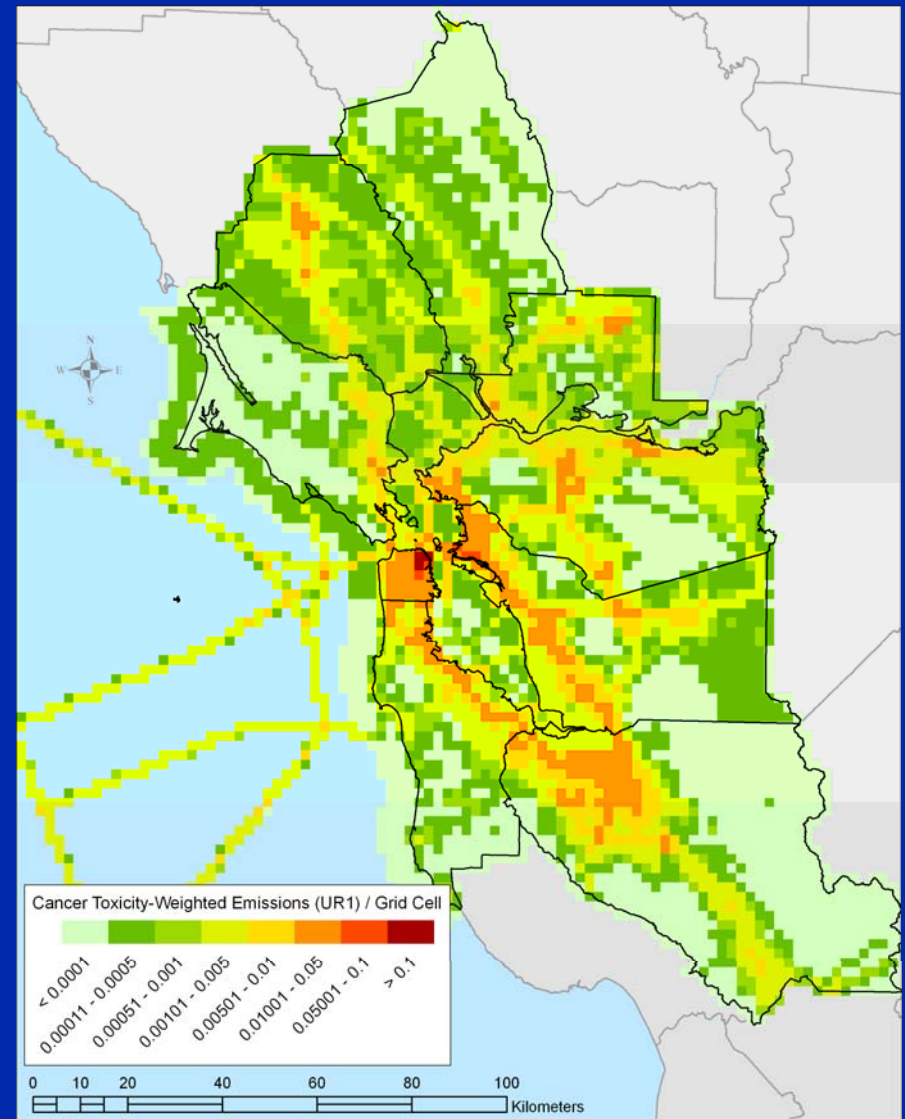 N
W E
S
Cancer Toxicity-Weighted Emissions (UR1) / Grid Cell
< 0.0001
0.00011 - 0.0005
0.00051 - 0.001
0.00101 - 0.005
0.00501 - 0.01
0.01001 - 0.05
0.05001 - 0.1
> 0.1
0 10 20 40 60 80 100
Kilometers